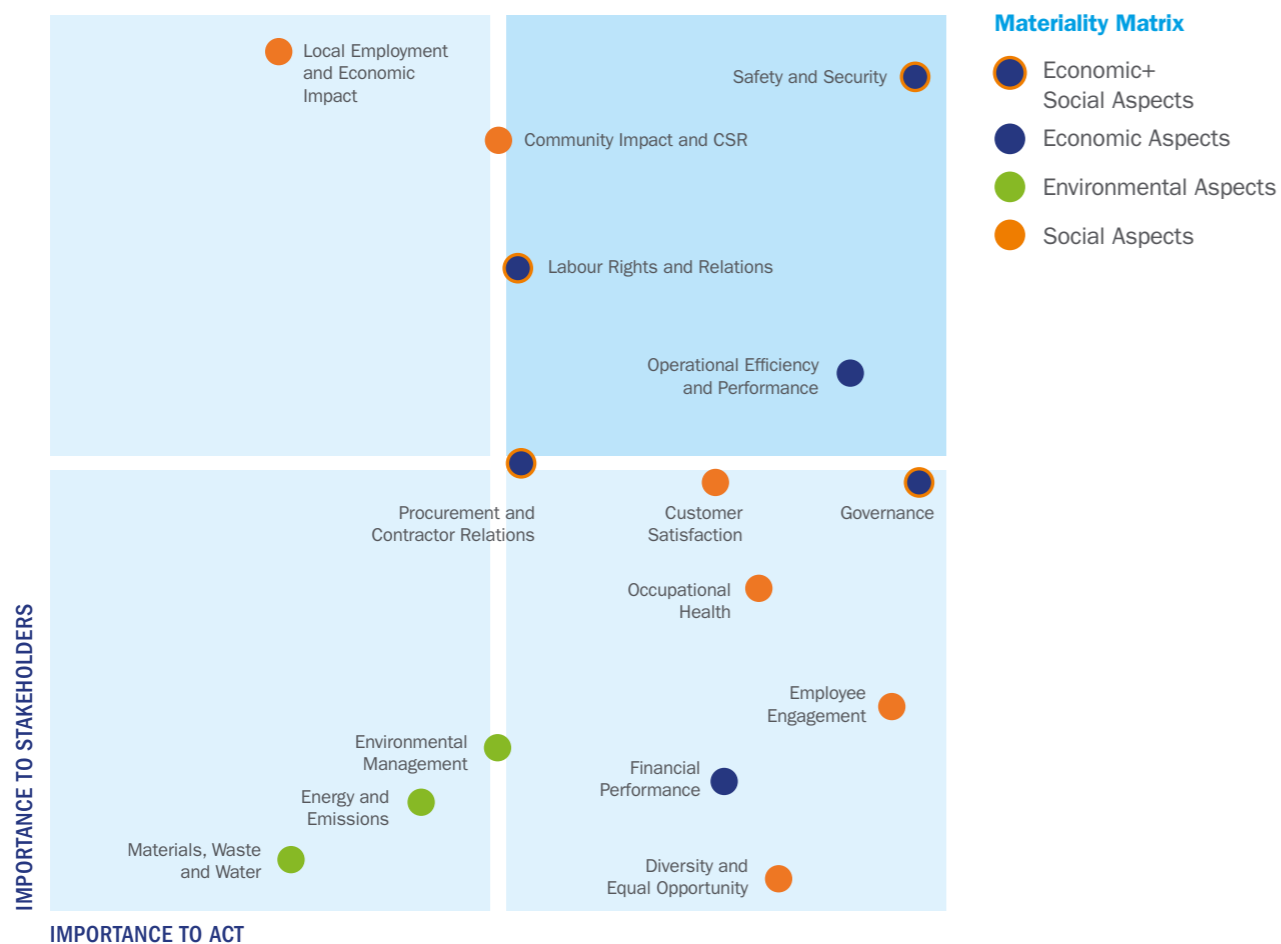 Materiality Matrix
Economic+
Social Aspects
Economic Aspects
Environmental Aspects
Social Aspects
Local Employment
and Economic
Impact
Safety and Security
Community Impact and CSR
Labour Rights and Relations
Operational Efficiency
and Performance
Procurement and
Contractor Relations
Customer
Satisfaction
Governance
Occupational
Health
Employee
Engagement
Environmental
Management
Financial
Performance
Energy and
Emissions
Materials, Waste
and Water
Diversity and
Equal Opportunity
IMPORTANCE TO STAKEHOLDERS
IMPORTANCE TO ACT